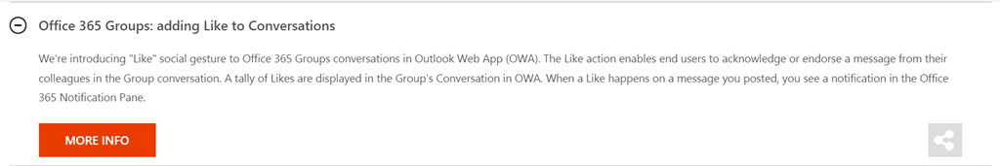 Office 365 Groups: adding Like to Conversations
We're introducing "Like" social gesture to Office 365 Groups conversations in Outlook Web App (OWA). The Like action enables end users to acknowledge or endorse a message from their
colleagues in the Group conversation. A tally of Likes are displayed in the Group's Conversation in OWA. When a Like happens on a message you posted, you see a notification in the Office
365 Notification Pane.
MORE INFO